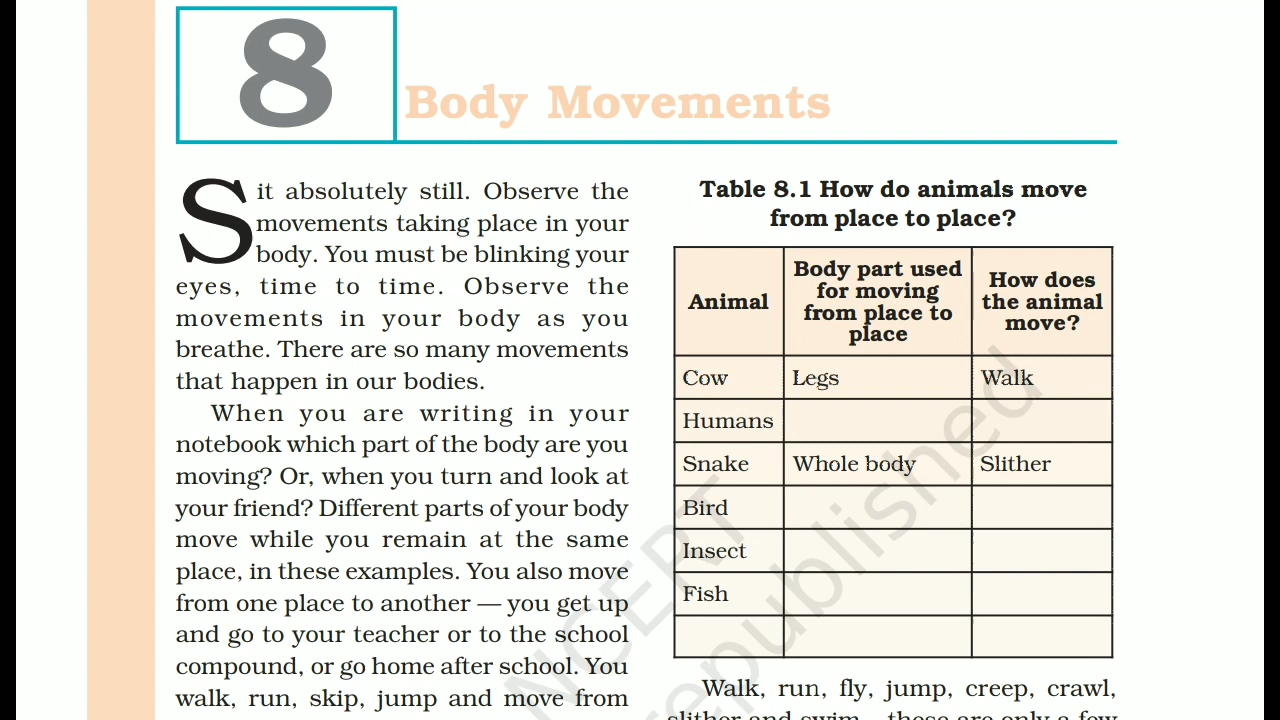 8
Body Movements
Sit absolutely still. Observe the
movements taking place in your
body. You must be blinking your
eyes, time to time. Observe the
movements in your body as you
breathe. There are so many movements
that happen in our bodies.
When you are writing in your
notebook which part of the body are you
moving? Or, when you turn and look at
your friend? Different parts of your body
move while you remain at the same
place, in these examples. You also move
from one place to another — you get up
and go to your teacher or to the school
compound, or go home after school. You
walk, run, skip, jump and move from
Table 8.1 How do animals move
from place to place?
Animal
Body part used
for moving
from place to
place
How does
the animal
move?
Cow Legs Walk
Humans
Snake Whole body Slither
Bird
Insect
Fish
Walk, run, fly, jump, creep, crawl,
slither and swim – these are only a few
NCERT
republished